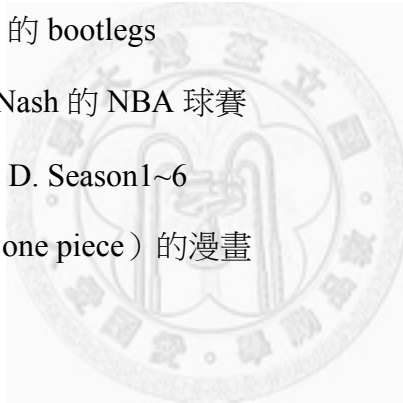 的 bootlegs
Nash 的 NBA 球賽
D. Season1~6
one piece）的漫畫